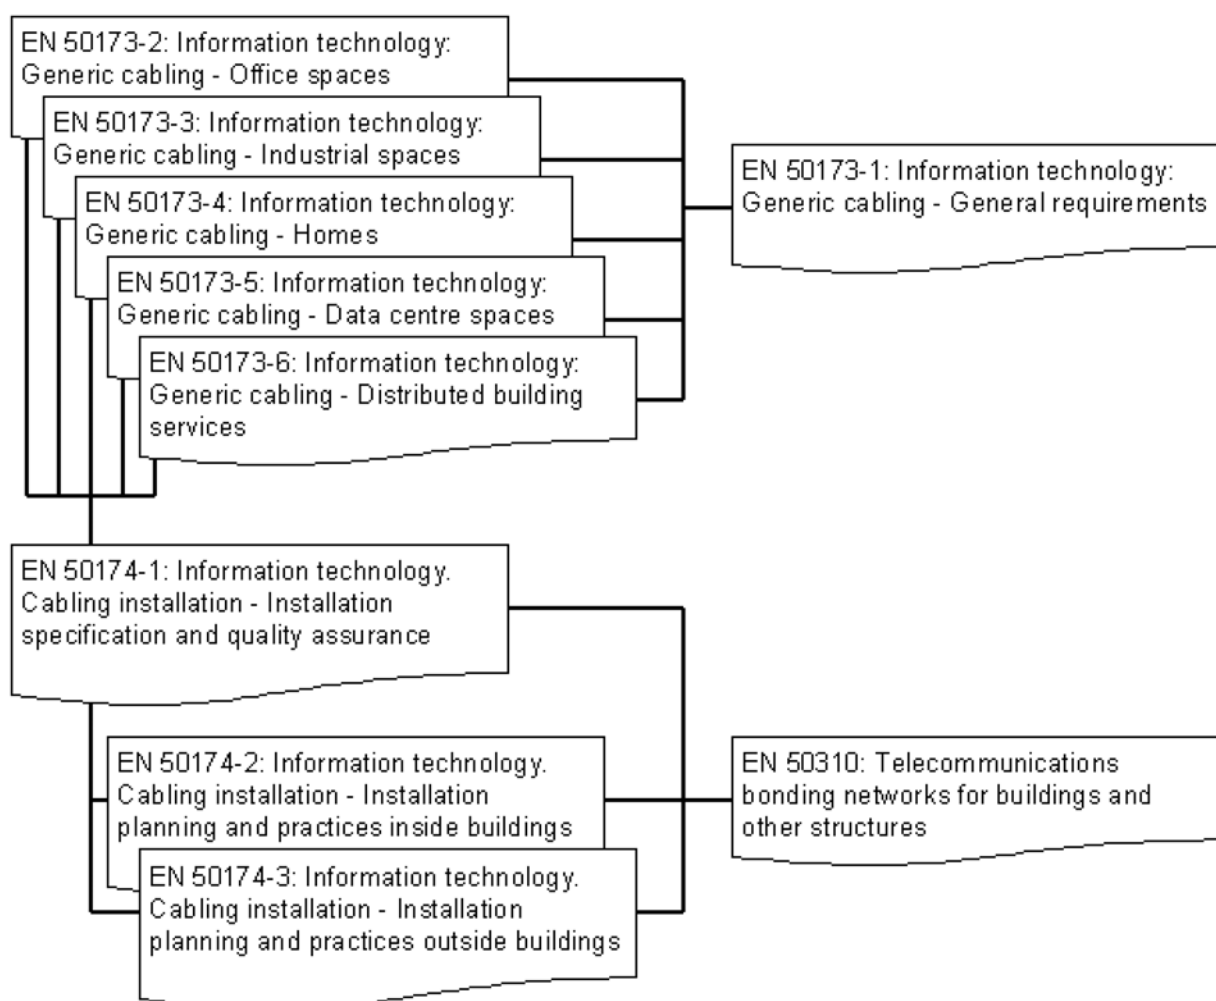 EN 50173-2: Information technology:
Generic cabling - Office spaces
EN 50173-3: Information technology:
Generic cabling - Industrial spaces
EN 50173-4: Information technology:
Generic cabling - Homes
EN 50173-5: Information technology:
Generic cabling - Data centre spaces
EN 50173-6: Information technology:
Generic cabling - Distributed building
services
EN 50173-1: Information technology:
Generic cabling - General requirements
EN 50174-1: Information technology.
Cabling installation - Installation
specification and quality assurance
EN 50174-2: Information technology.
Cabling installation - Installation
planning and practices inside buildings
EN 50174-3: Information technology.
Cabling installation - Installation
planning and practices outside buildings
EN 50310: Telecommunications
bonding networks for buildings and
other structures